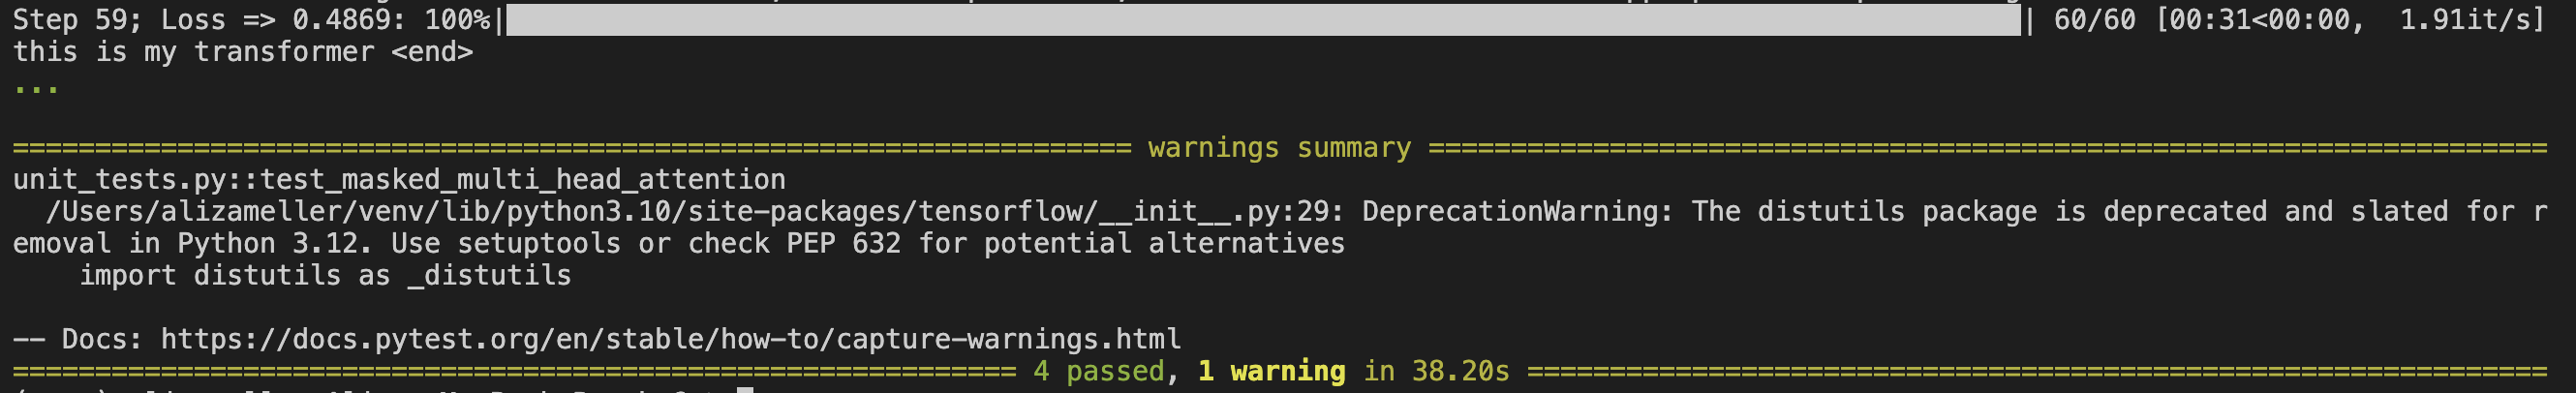 Step 59; Loss => 0.4869: 100%| | 60/60 [00:31<00:00, 1.91it/s]
this is my transformer <end>
...
=================================================================== warnings summary ===================================================================
unit_tests.py::test_masked_multi_head_attention
/Users/alizameller/venv/lib/python3.10/site-packages/tensorflow/__init__.py:29: DeprecationWarning: The distutils package is deprecated and slated for r
emoval in Python 3.12. Use setuptools or check PEP 632 for potential alternatives
import distutils as _distutils
-- Docs: https://docs.pytest.org/en/stable/how-to/capture-warnings.html
============================================================= 4 passed, 1 warning in 38.20s ==============================================================